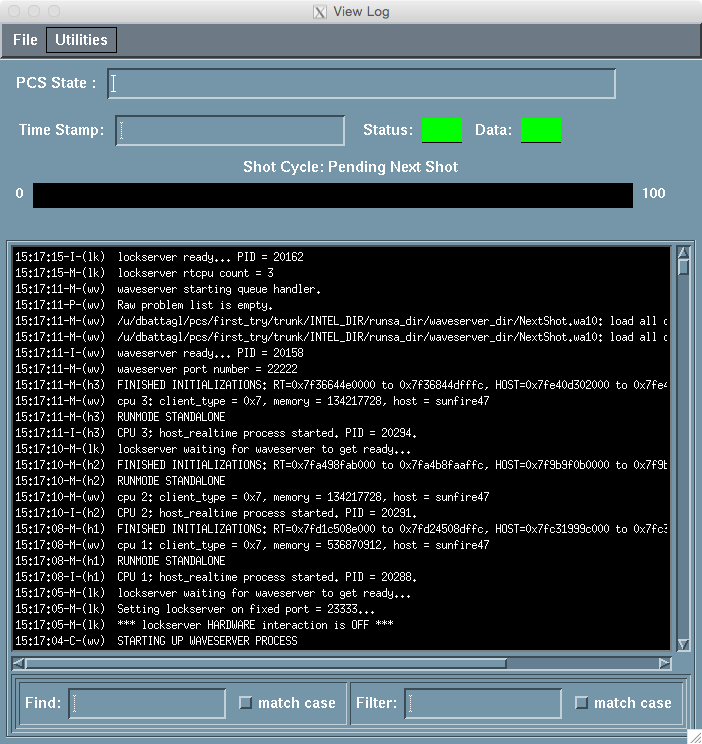 View Log
File Utilities
PCS State :
Time Stamp: Status: Data:
Shot Cycle: Pending Next Shot
0 100
15:17:15-I-(lk) lockserver ready... PID = 20162
15:17:15-M-(lk) lockserver rtcpu count = 3
15:17:11-M-(wv) waveserver starting queue handler.
15:17:11-P-(wv) Raw problem list is empty.
15:17:11-M-(wv) /u/dbattagl/pcs/first_try/trunk/INTEL_DIR/runsa_dir/waveserver_dir/NextShot.wa10: load all
15:17:11-M-(wv) /u/dbattagl/pcs/first_try/trunk/INTEL_DIR/runsa_dir/waveserver_dir/NextShot.wa10: load all
15:17:11-I-(wv) waveserver ready... PID = 20158
15:17:11-M-(wv) waveserver port number = 22222
15:17:11-M-(h3) FINISHED INITIALIZATIONS: RT=0x7f36644e0000 to 0x7f36844dfffc, HOST=0x7fe40d302000 to 0x7fe4
15:17:11-M-(wv) cpu 3: client_type = 0x7, memory = 134217728, host = sunfire47
15:17:11-M-(h3) RUNMODE STANDALONE
15:17:11-I-(h3) CPU 3; host_realtime process started. PID = 20294.
15:17:10-M-(lk) lockserver waiting for waveserver to get ready...
15:17:10-M-(h2) FINISHED INITIALIZATIONS: RT=0x7fa498fab000 to 0x7fa4b8faaffc, HOST=0x7f9b9f0b0000 to 0x7f9b
15:17:10-M-(h2) RUNMODE STANDALONE
15:17:10-M-(wv) cpu 2: client_type = 0x7, memory = 134217728, host = sunfire47
15:17:10-I-(h2) CPU 2; host_realtime process started. PID = 20291.
15:17:08-M-(h1) FINISHED INITIALIZATIONS: RT=0x7fd1c508e000 to 0x7fd24508dffc, HOST=0x7fc31999c000 to 0x7fc3
15:17:08-M-(wv) cpu 1: client_type = 0x7, memory = 536870912, host = sunfire47
15:17:08-M-(h1) RUNMODE STANDALONE
15:17:08-I-(h1) CPU 1; host_realtime process started. PID = 20288.
15:17:05-M-(lk) lockserver waiting for waveserver to get ready...
15:17:05-M-(lk) Setting lockserver on fixed port = 23333...
15:17:05-M-(lk) *** lockserver HARDWARE interaction is OFF ***
15:17:04-C-(wv) STARTING UP WAVESERVER PROCESS
Find: match case Filter: match case